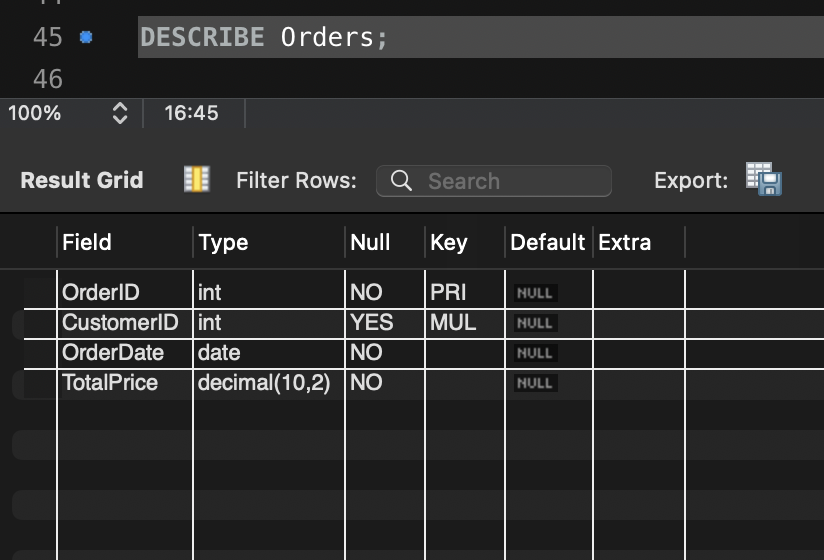 45 DESCRIBE Orders;
46
100% 16:45
Result Grid Filter Rows: Search Export:
Field Type Null Key Default Extra
OrderID int NO PRI NULL
CustomerID int YES MUL NULL
OrderDate date NO NULL
TotalPrice decimal(10,2) NO NULL